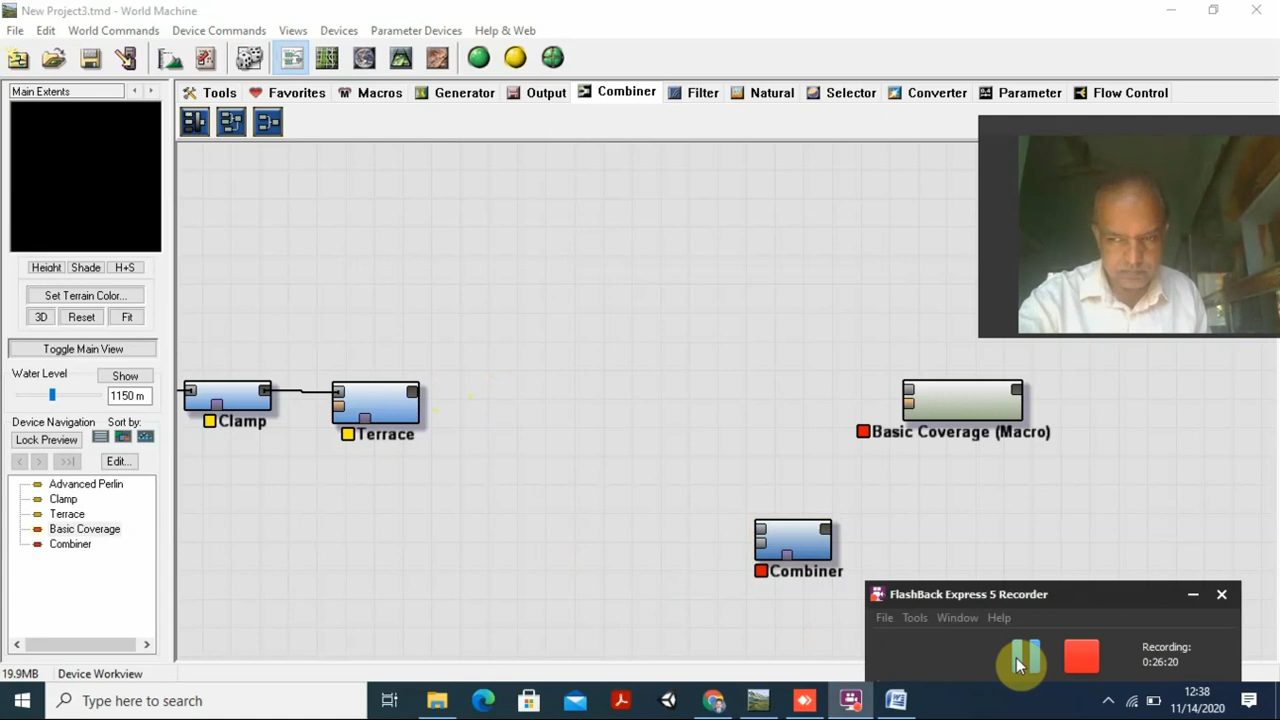 New Project3.tmd - World Machine
File Edit World Commands Device Commands Views Devices Parameter Devices Help & Web
Main Extents
Tools Favorites Macros Generator Output Combiner Filter Natural Selector Converter Parameter Flow Control
Height Shade H+S
Set Terrain Color...
3D Reset Fit
Toggle Main View
Water Level Show
1150 m
Device Navigation Sort by:
Lock Preview
Edit...
Advanced Perlin
Clamp
Terrace
Basic Coverage
Combiner
Clamp
Terrace
Basic Coverage (Macro)
Combiner
FlashBack Express 5 Recorder
File Tools Window Help
Recording:
0:26:20
19.9MB Device Workview
Type here to search
12:38
11/14/2020